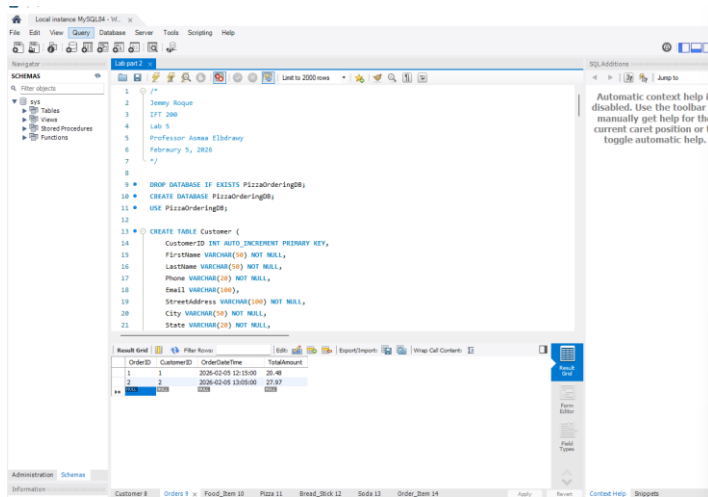 Local instance MySQL84 - W... ×
File Edit View Query Database Server Tools Scripting Help
Navigator
SCHEMAS
Filter objects
sys
Tables
Views
Stored Procedures
Functions
Administration Schemas
Information
Lab part 2 ×
Limit to 2000 rows
1 /*
2 Jemmy Roque
3 IFT 200
4 Lab 5
5 Professor Asmaa Elbdrawy
6 Febraury 5, 2026
7 */
8
9 DROP DATABASE IF EXISTS PizzaOrderingDB;
10 CREATE DATABASE PizzaOrderingDB;
11 USE PizzaOrderingDB;
12
13 CREATE TABLE Customer (
14 CustomerID INT AUTO_INCREMENT PRIMARY KEY,
15 FirstName VARCHAR(50) NOT NULL,
16 LastName VARCHAR(50) NOT NULL,
17 Phone VARCHAR(20) NOT NULL,
18 Email VARCHAR(100),
19 StreetAddress VARCHAR(100) NOT NULL,
20 City VARCHAR(50) NOT NULL,
21 State VARCHAR(20) NOT NULL,
Result Grid Filter Rows: Edit: Export/Import: Wrap Cell Content:
OrderID CustomerID OrderDateTime TotalAmount
1 1 2026-02-05 12:15:00 20.48
2 2 2026-02-05 13:05:00 27.97
NULL NULL NULL NULL
Result Grid
Form Editor
Field Types
Customer 8 Orders 9 × Food_Item 10 Pizza 11 Bread_Stick 12 Soda 13 Order_Item 14
Apply Revert
SQLAdditions
Jump to
Automatic context help i
disabled. Use the toolbar
manually get help for the
current caret position or t
toggle automatic help.
Context Help Snippets